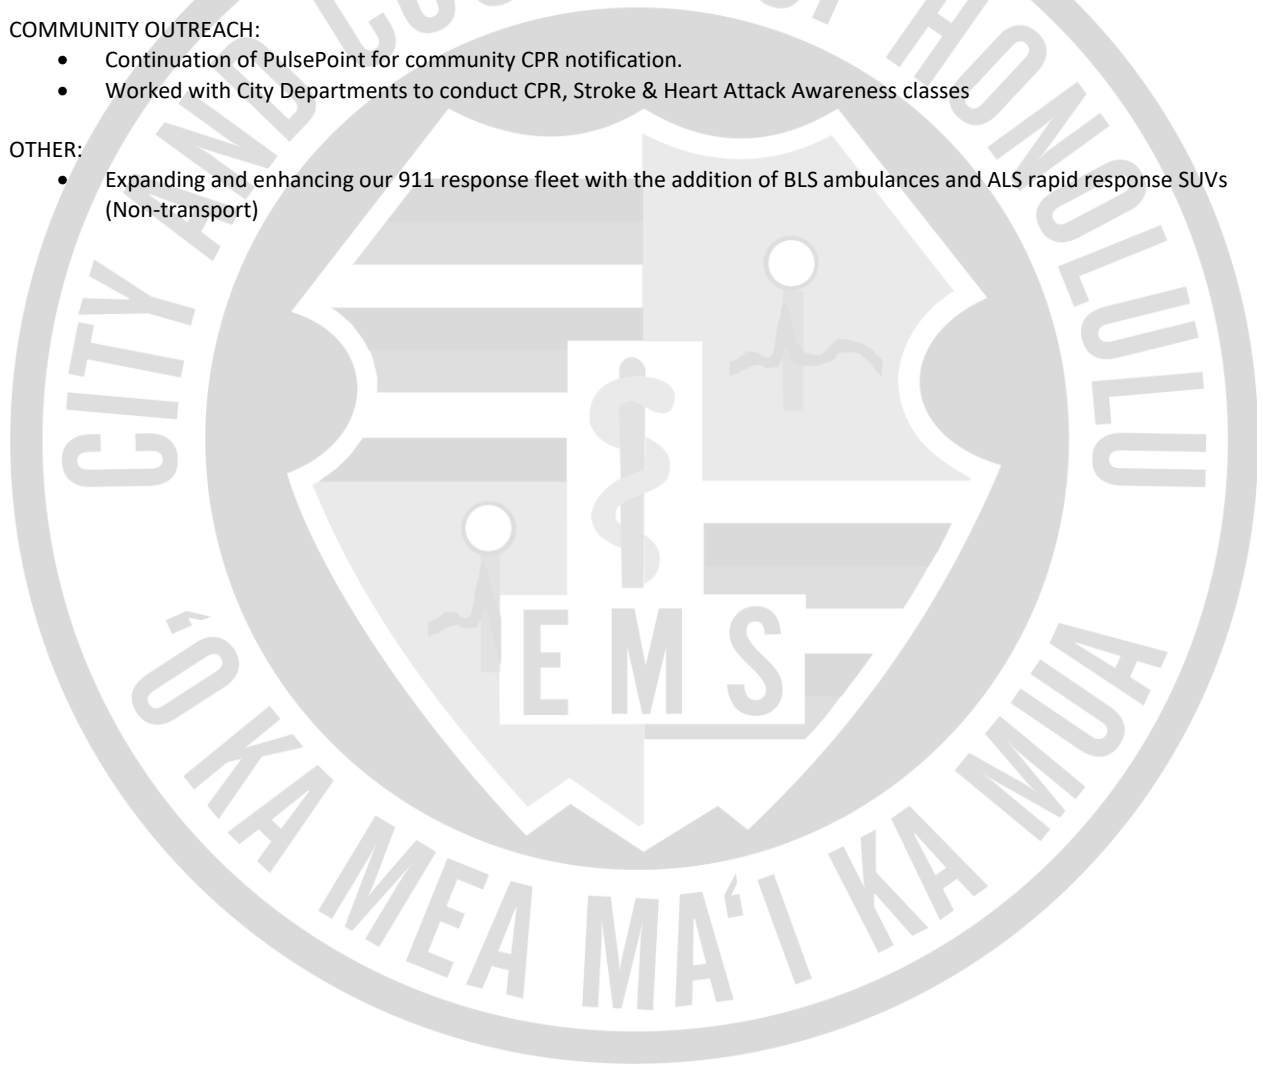 COMMUNITY OUTREACH:
• Continuation of PulsePoint for community CPR notification.
• Worked with City Departments to conduct CPR, Stroke & Heart Attack Awareness classes
OTHER:
• Expanding and enhancing our 911 response fleet with the addition of BLS ambulances and ALS rapid response SUVs
(Non-transport)
CITY AND COUNTY OF HONOLULU
EMS
ʻO KA MEA MAʻI KA MUA